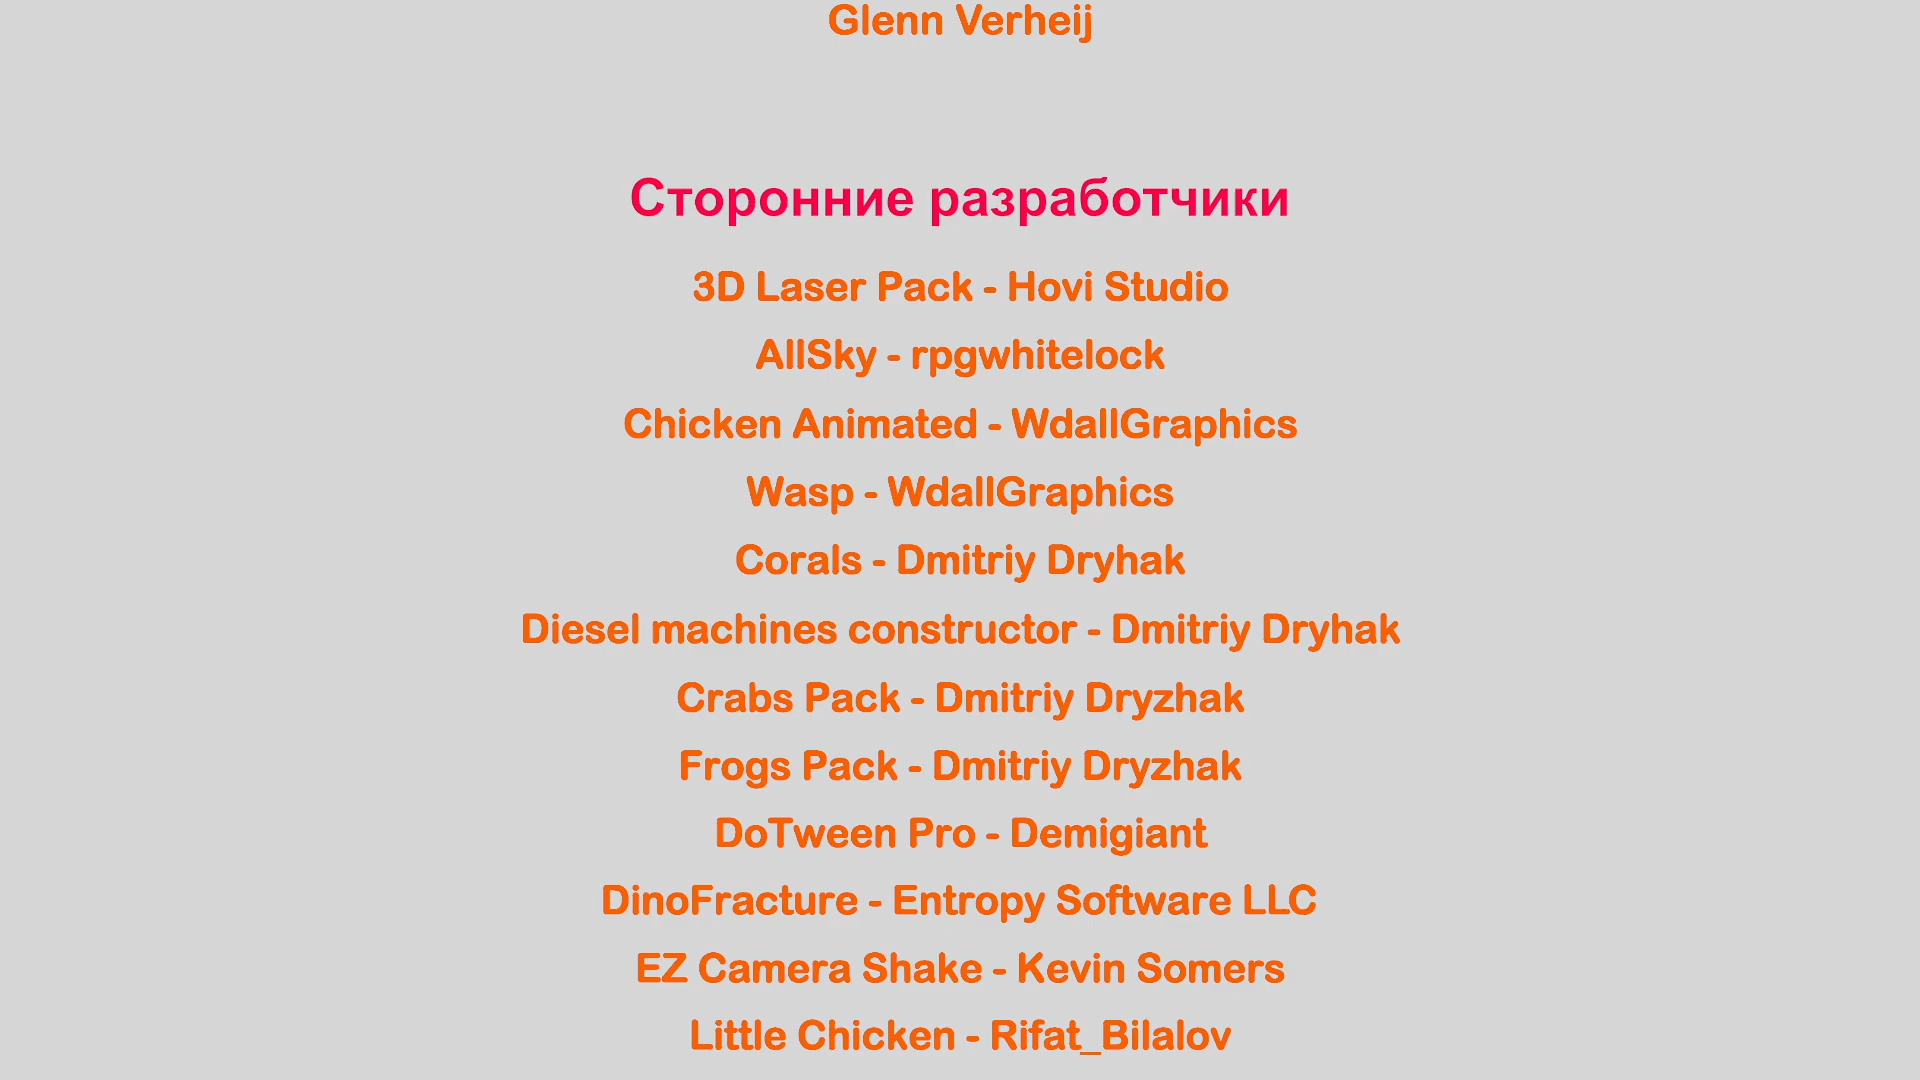 Glenn Verheij
Сторонние разработчики
3D Laser Pack - Hovi Studio
AllSky - rpgwhitelock
Chicken Animated - WdallGraphics
Wasp - WdallGraphics
Corals - Dmitriy Dryhak
Diesel machines constructor - Dmitriy Dryhak
Crabs Pack - Dmitriy Dryzhak
Frogs Pack - Dmitriy Dryzhak
DoTween Pro - Demigiant
DinoFracture - Entropy Software LLC
EZ Camera Shake - Kevin Somers
Little Chicken - Rifat_Bilalov